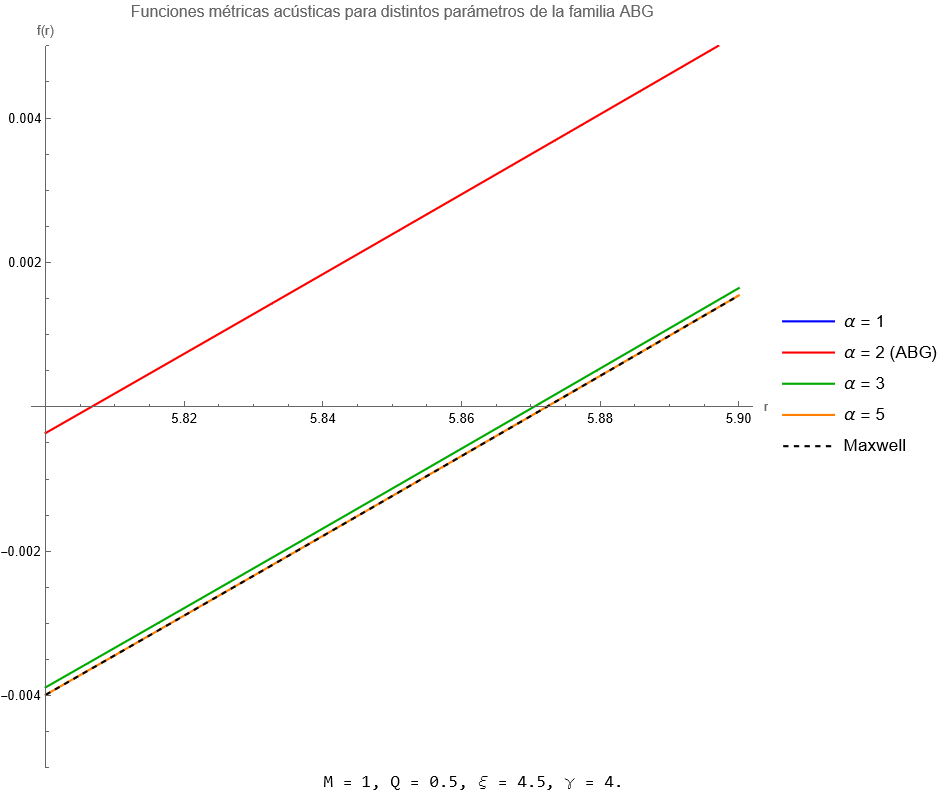 Funciones métricas acústicas para distintos parámetros de la familia ABG
f(r)
0.004
0.002
-0.002
-0.004
5.82 5.84 5.86 5.88 5.90
r
α = 1
α = 2 (ABG)
α = 3
α = 5
Maxwell
M = 1, Q = 0.5, ξ = 4.5, γ = 4.